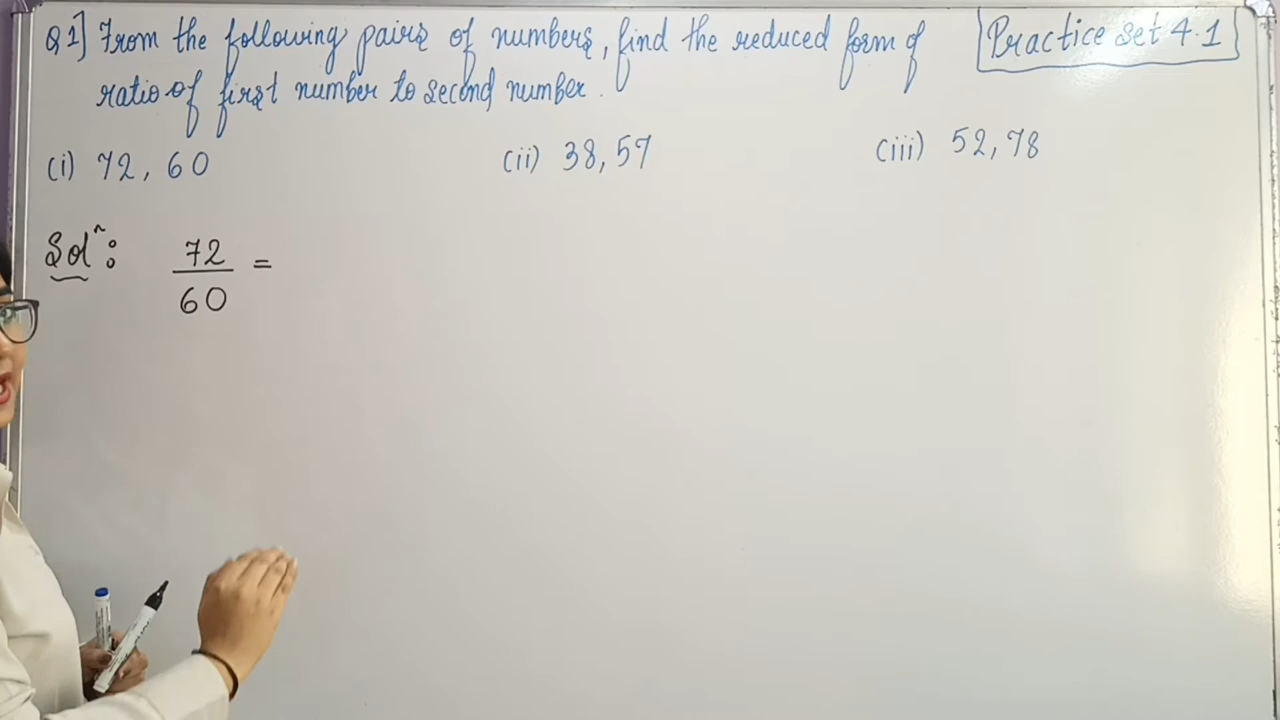 Q1] From the following pairs of numbers, find the reduced form of
ratio of first number to second number.
Practice set 4.1
(i) 72, 60
(ii) 38, 57
(iii) 52, 78
Solⁿ:
72
60
=